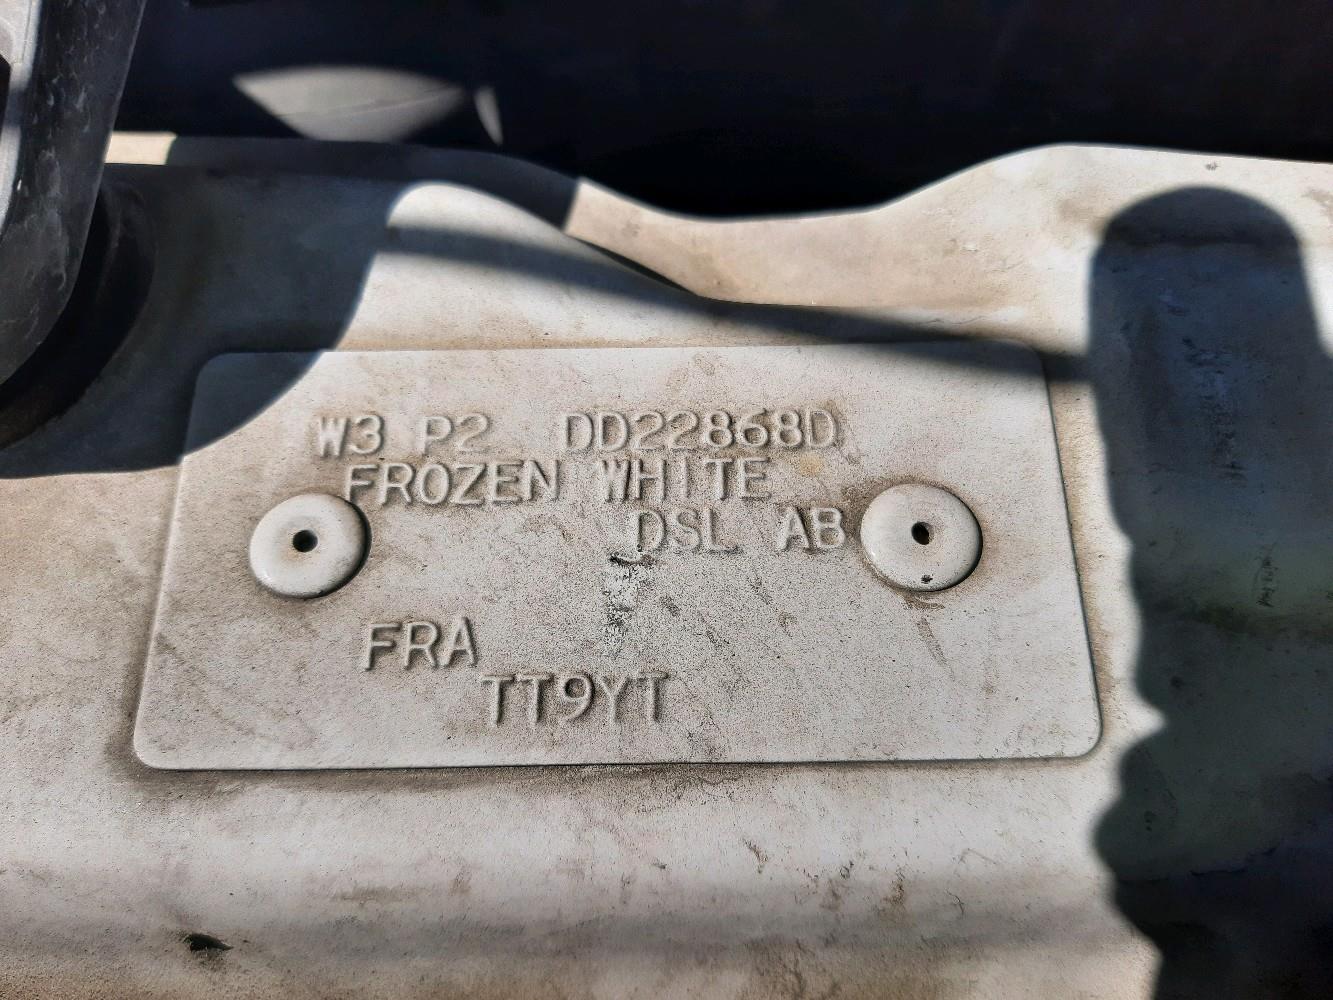 W3 P2 DD22868D
FROZEN WHITE
DSL AB
FRA
TT9YT